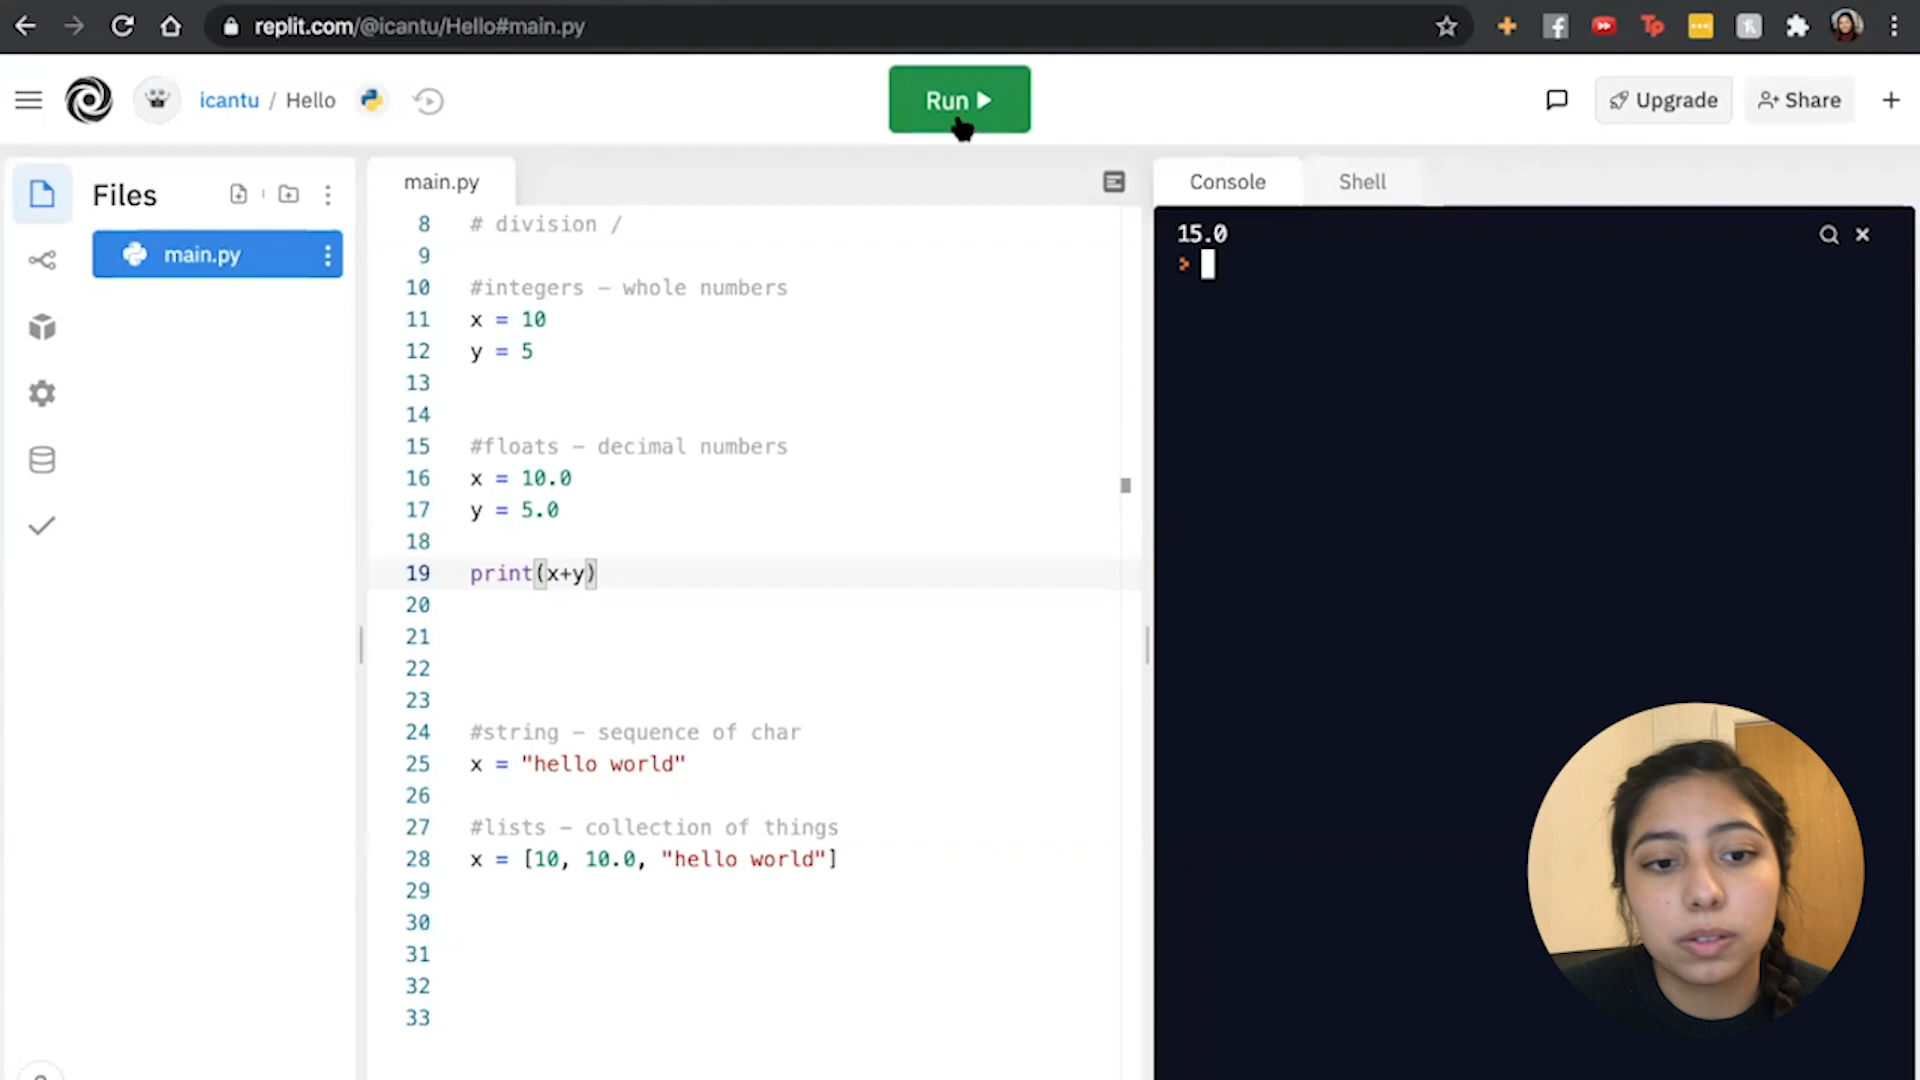 replit.com/@icantu/Hello#main.py
Tp
icantu / Hello
Run
Upgrade
Share
Files
main.py
main.py
8 # division /
9
10 #integers – whole numbers
11 x = 10
12 y = 5
13
14
15 #floats – decimal numbers
16 x = 10.0
17 y = 5.0
18
19 print(x+y)
20
21
22
23
24 #string – sequence of char
25 x = "hello world"
26
27 #lists – collection of things
28 x = [10, 10.0, "hello world"]
29
30
31
32
33
Console
Shell
15.0